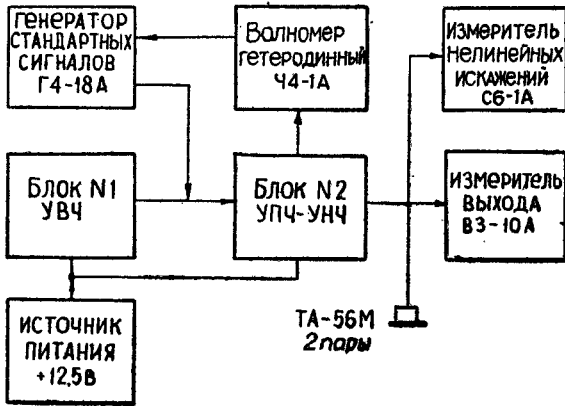 ГЕНЕРАТОР
СТАНДАРТНЫХ
СИГНАЛОВ
Г4-18А
Волномер
гетеродинный
Ч4-1А
Измеритель
нелинейных
искажений
С6-1А
Блок N1
УВЧ
Блок N2
УПЧ-УНЧ
ИЗМЕРИТЕЛЬ
ВЫХОДА
В3-10А
ИСТОЧНИК
ПИТАНИЯ
+12,5В
ТА-56М
2 пары